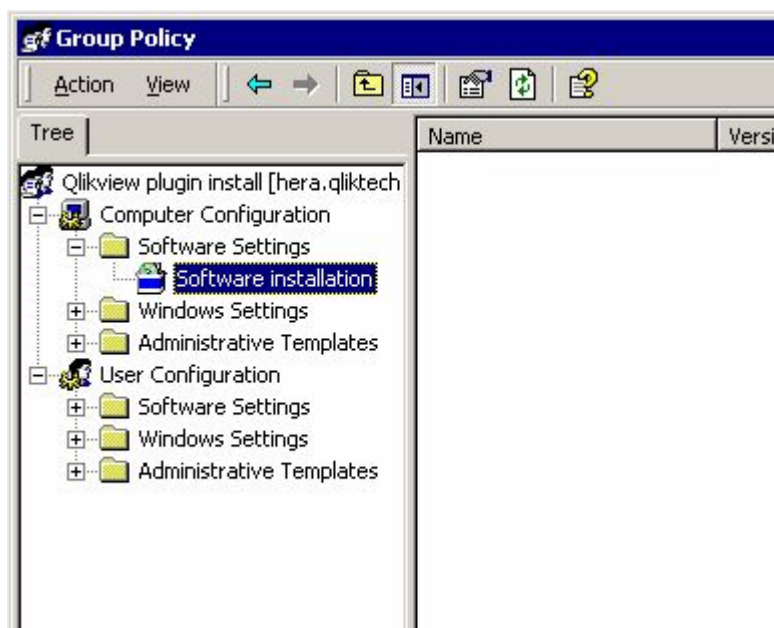 Group Policy
Action View
Tree
Name Versi
Qlikview plugin install [hera.qliktech
Computer Configuration
Software Settings
Software installation
Windows Settings
Administrative Templates
User Configuration
Software Settings
Windows Settings
Administrative Templates